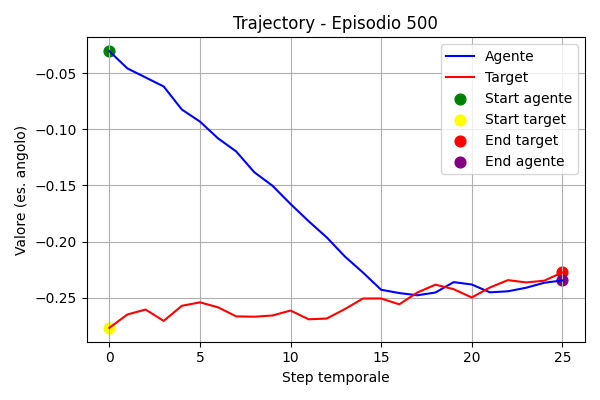 Trajectory - Episodio 500
Agente
Target
Start agente
Start target
End target
End agente
Valore (es. angolo)
−0.05
−0.10
−0.15
−0.20
−0.25
0 5 10 15 20 25
Step temporale